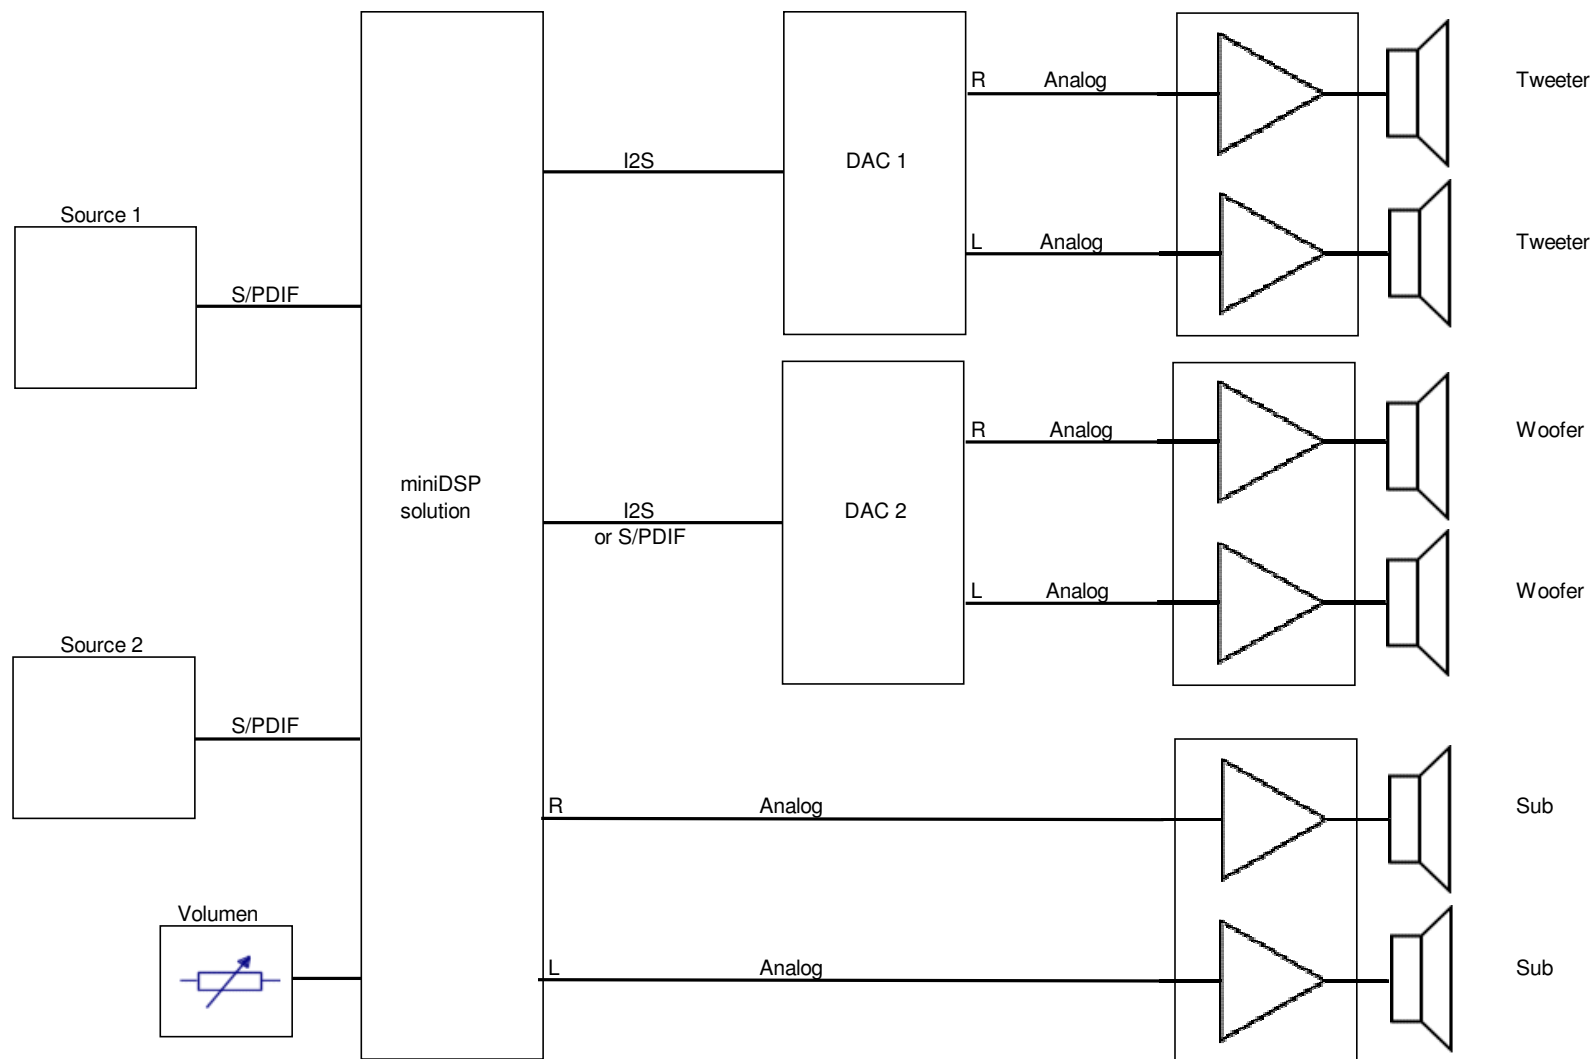 R Analog Tweeter
I2S DAC 1
Source 1
L Analog Tweeter
S/PDIF
R Analog Woofer
miniDSP
solution
I2S DAC 2
or S/PDIF
L Analog Woofer
Source 2
S/PDIF
R Analog Sub
Volumen
L Analog Sub